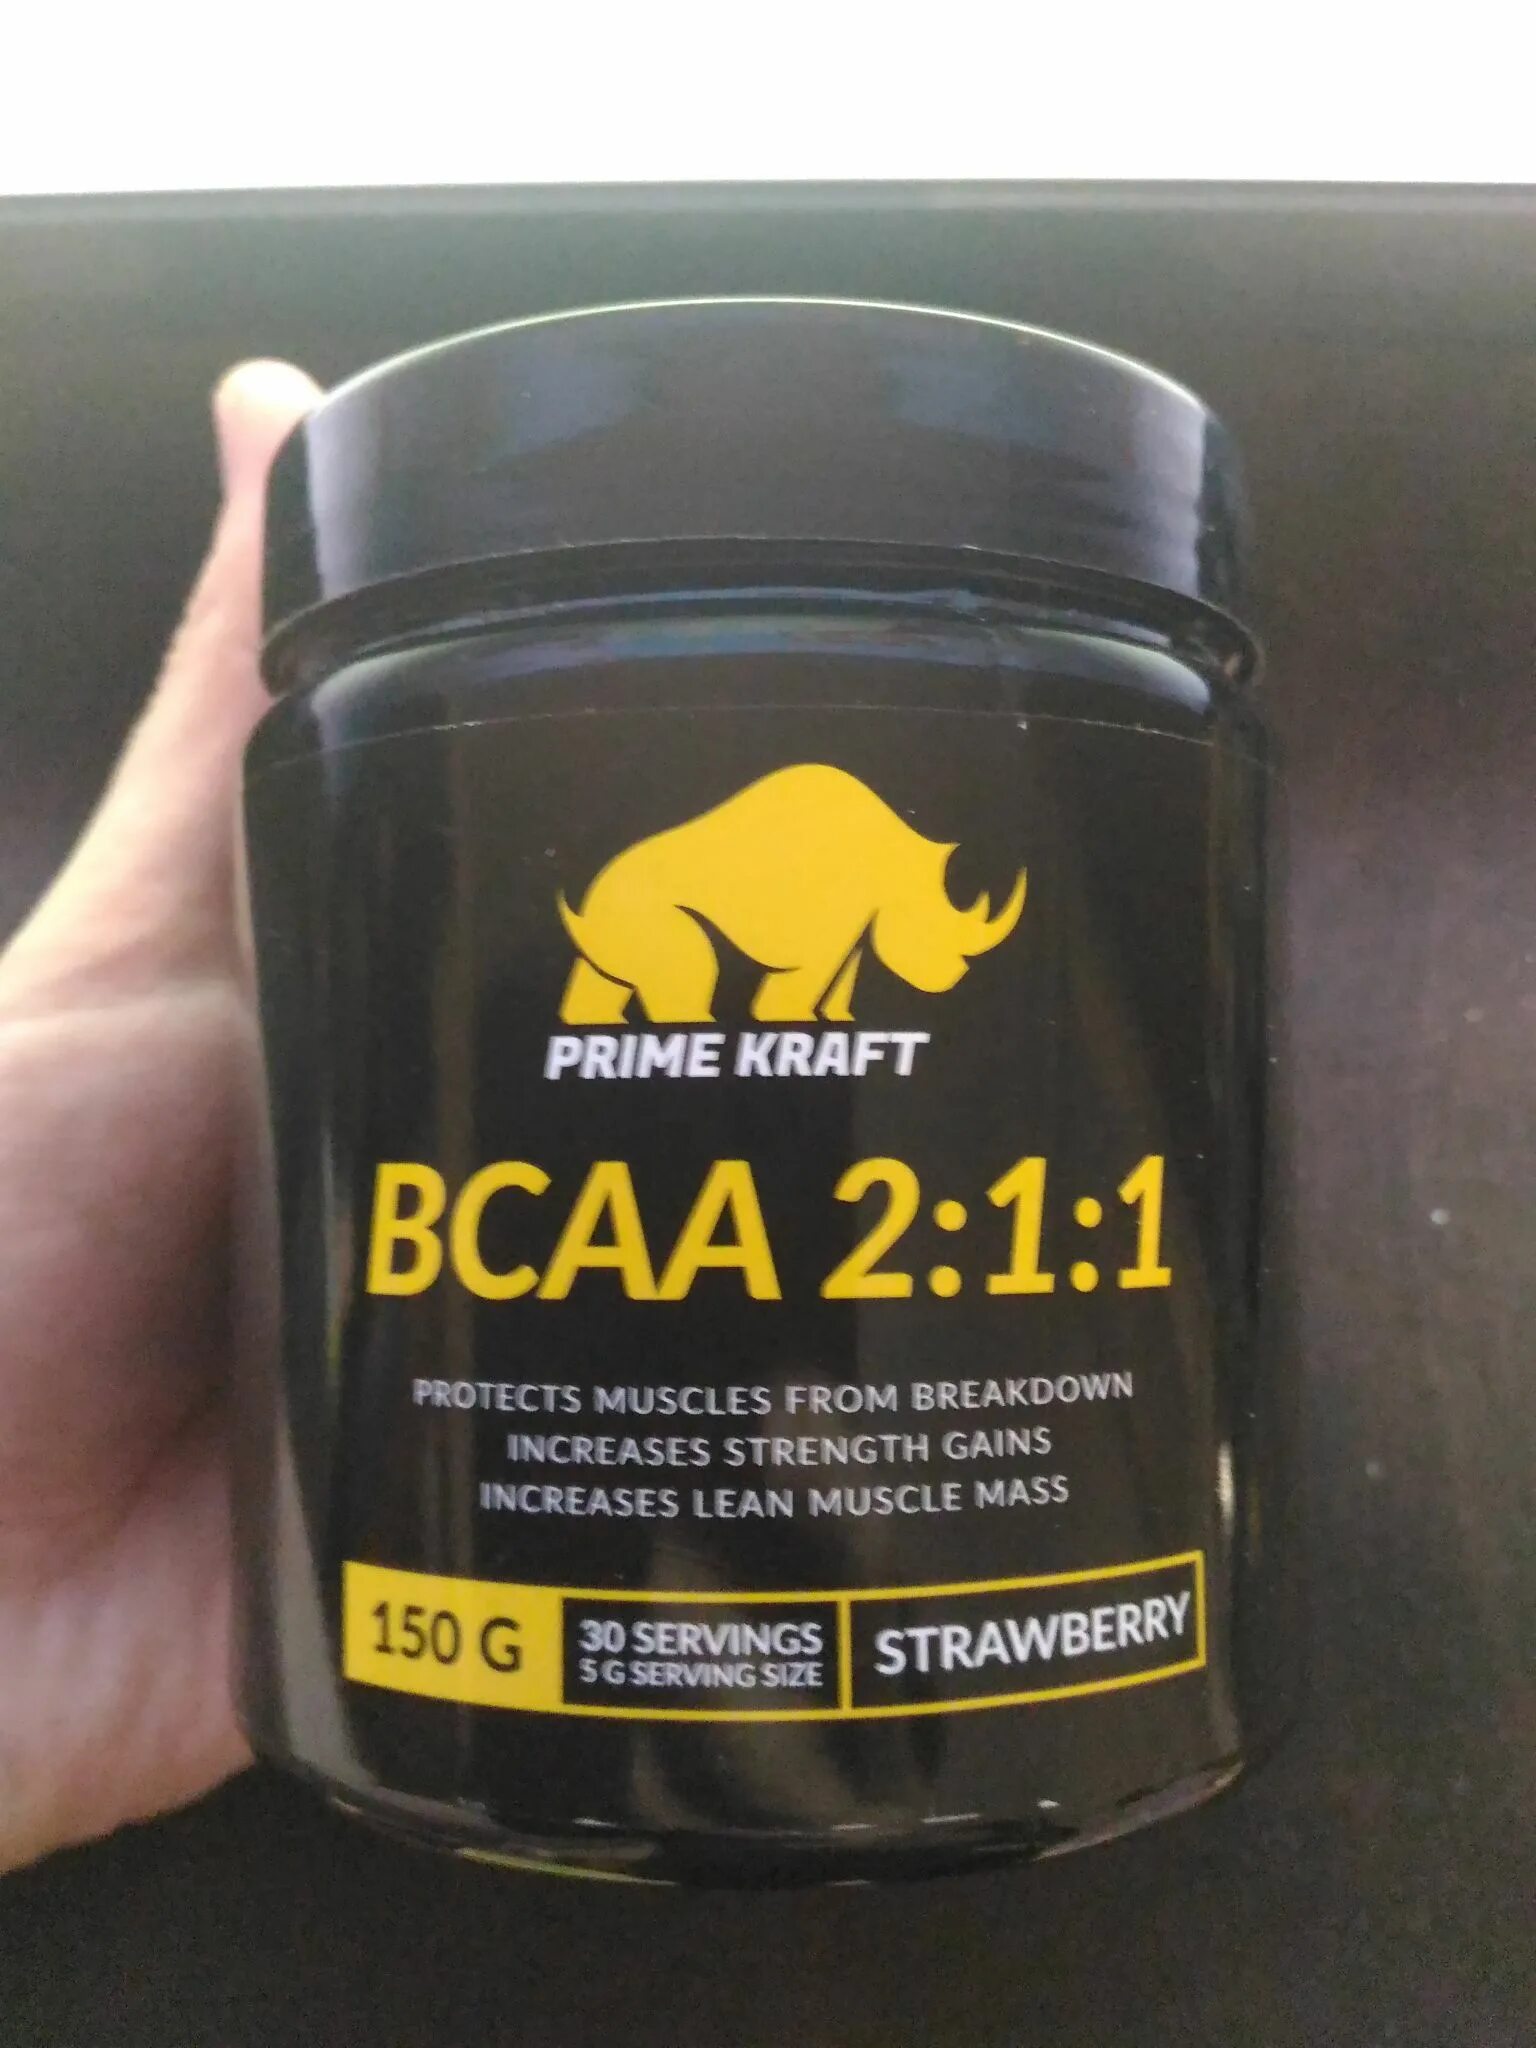 PRIME KRAFT
BCAA 2:1:1
PROTECTS MUSCLES FROM BREAKDOWN
INCREASES STRENGTH GAINS
INCREASES LEAN MUSCLE MASS
150 G
30 SERVINGS
5 G SERVING SIZE
STRAWBERRY